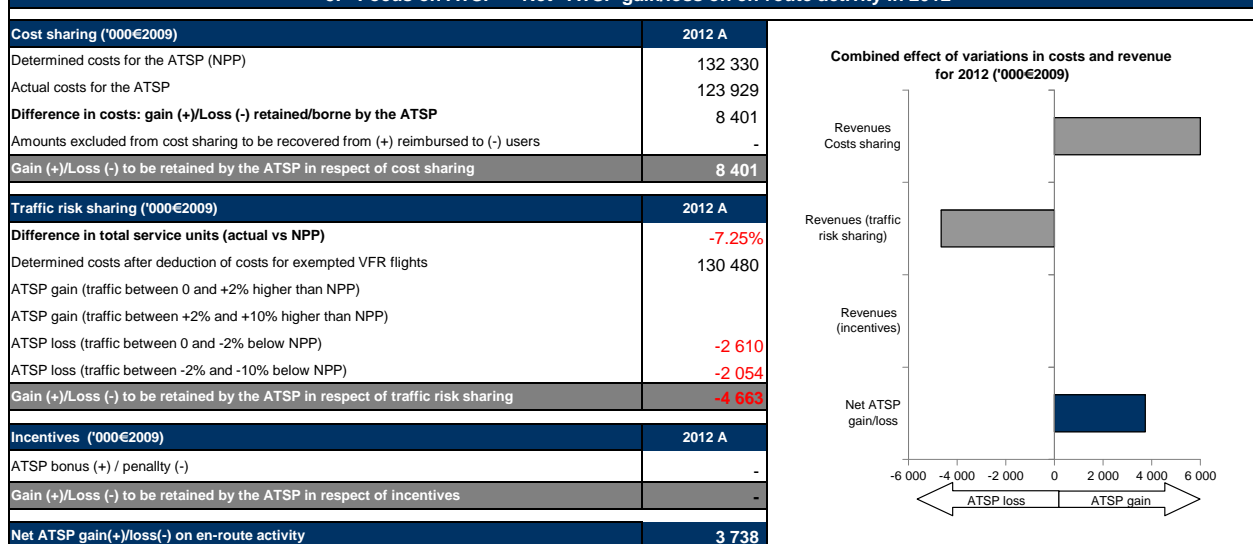 Cost sharing ('000€2009) 2012 A
Determined costs for the ATSP (NPP) 132 330
Actual costs for the ATSP 123 929
Difference in costs: gain (+)/Loss (-) retained/borne by the ATSP 8 401
Amounts excluded from cost sharing to be recovered from (+) reimbursed to (-) users -
Gain (+)/Loss (-) to be retained by the ATSP in respect of cost sharing 8 401
Traffic risk sharing ('000€2009) 2012 A
Difference in total service units (actual vs NPP) -7.25%
Determined costs after deduction of costs for exempted VFR flights 130 480
ATSP gain (traffic between 0 and +2% higher than NPP)
ATSP gain (traffic between +2% and +10% higher than NPP)
ATSP loss (traffic between 0 and -2% below NPP) -2 610
ATSP loss (traffic between -2% and -10% below NPP) -2 054
Gain (+)/Loss (-) to be retained by the ATSP in respect of traffic risk sharing -4 663
Incentives ('000€2009) 2012 A
ATSP bonus (+) / penallty (-) -
Gain (+)/Loss (-) to be retained by the ATSP in respect of incentives -
Net ATSP gain(+)/loss(-) on en-route activity 3 738
Combined effect of variations in costs and revenue
for 2012 ('000€2009)
Revenues
Costs sharing
Revenues (traffic
risk sharing)
Revenues
(incentives)
Net ATSP
gain/loss
-6 000 -4 000 -2 000 0 2 000 4 000 6 000
ATSP loss ATSP gain